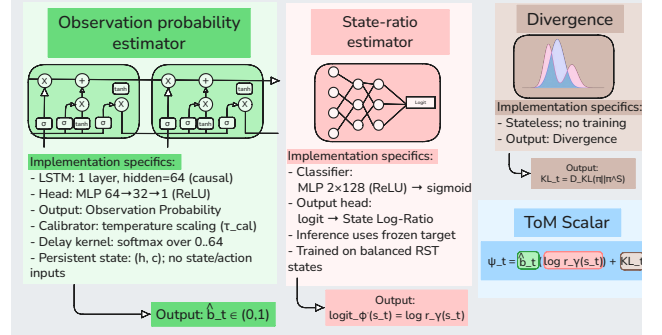 Observation probability
estimator
x
+
tanh
x
x
σ
σ
tanh
σ
x
+
tanh
x
x
σ
σ
tanh
σ
Implementation specifics:
- LSTM: 1 layer, hidden=64 (causal)
- Head: MLP 64→32→1 (ReLU)
- Output: Observation Probability
- Calibrator: temperature scaling (τ_cal)
- Delay kernel: softmax over 0..64
- Persistent state: (h, c); no state/action
inputs
Output: b̂_t ∈ (0,1)
State-ratio
estimator
Logit
Implementation specifics:
- Classifier:
MLP 2×128 (ReLU) → sigmoid
- Output head:
logit → State Log-Ratio
- Inference uses frozen target
- Trained on balanced RST
states
Output:
logit_φ'(s_t) = log r_γ(s_t)
Divergence
Implementation specifics:
- Stateless; no training
- Output: Divergence
Output:
KL_t = D_KL(π||π^S)
ToM Scalar
ψ_t = b̂_t(log r_γ(s_t)) + KL_t